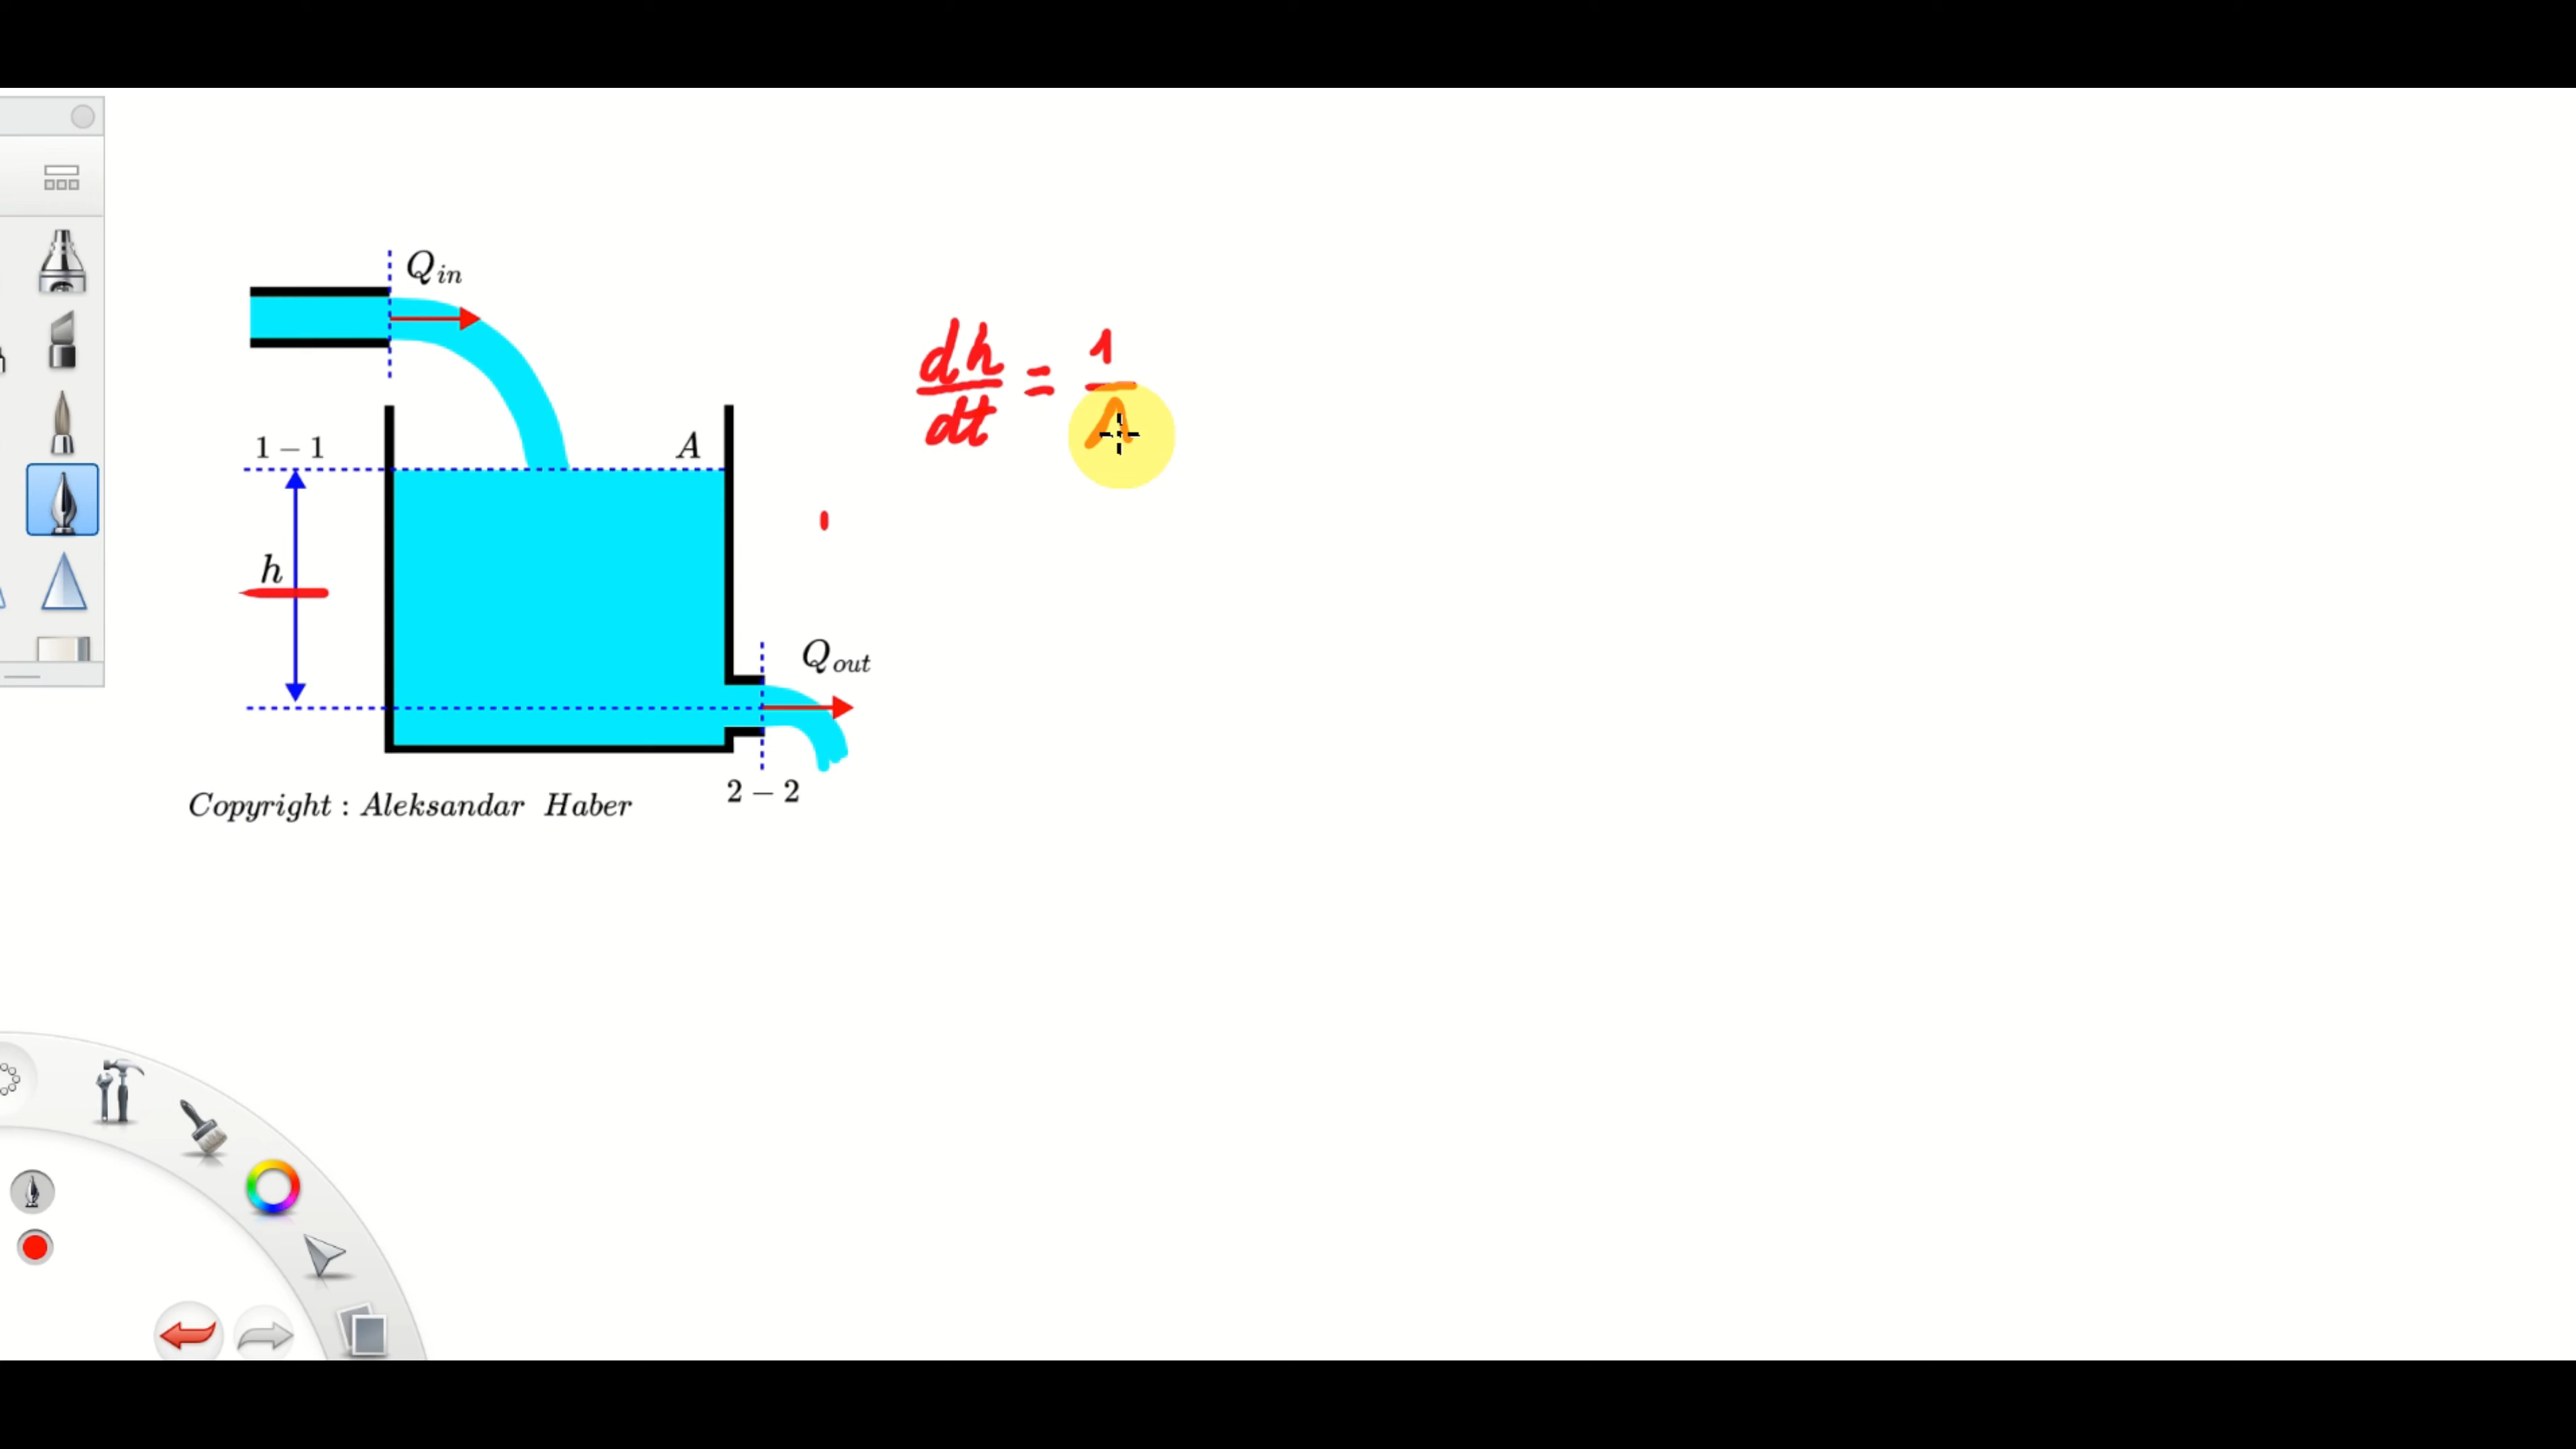 Q_in
dh/dt = 1/A
1 – 1
A
h
Q_out
2 – 2
Copyright : Aleksandar Haber